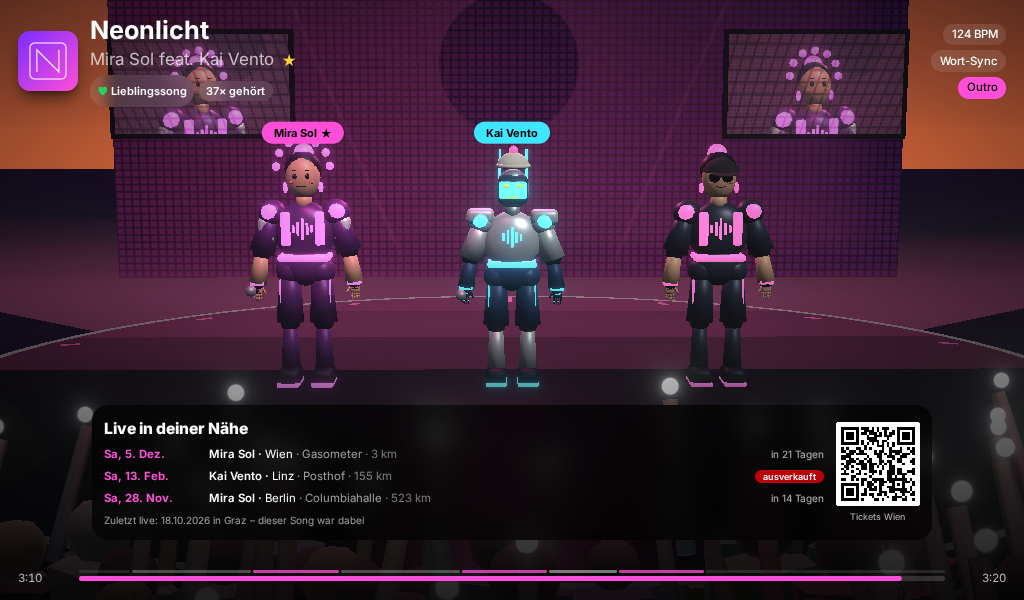 Neonlicht
Mira Sol feat. Kai Vento ★
Lieblingssong 37× gehört
124 BPM
Wort-Sync
Outro
N
Mira Sol ★
Kai Vento
Live in deiner Nähe
Sa, 5. Dez. Mira Sol · Wien · Gasometer · 3 km in 21 Tagen
Sa, 13. Feb. Kai Vento · Linz · Posthof · 155 km ausverkauft
Sa, 28. Nov. Mira Sol · Berlin · Columbiahalle · 523 km in 14 Tagen
Zuletzt live: 18.10.2026 in Graz – dieser Song war dabei
Tickets Wien
3:10
3:20